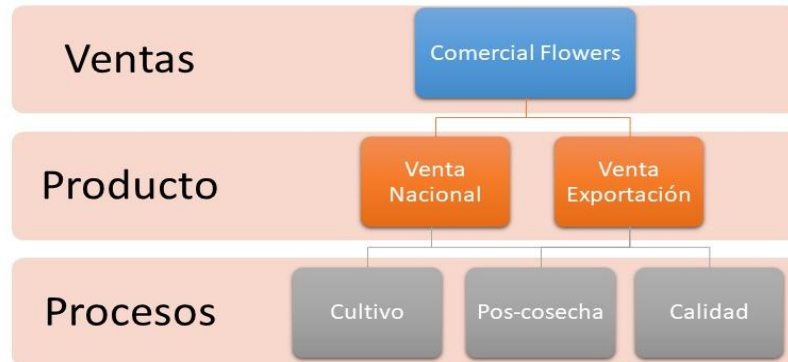 Ventas
Comercial Flowers
Producto
Venta
Nacional
Venta
Exportación
Procesos
Cultivo
Pos-cosecha
Calidad